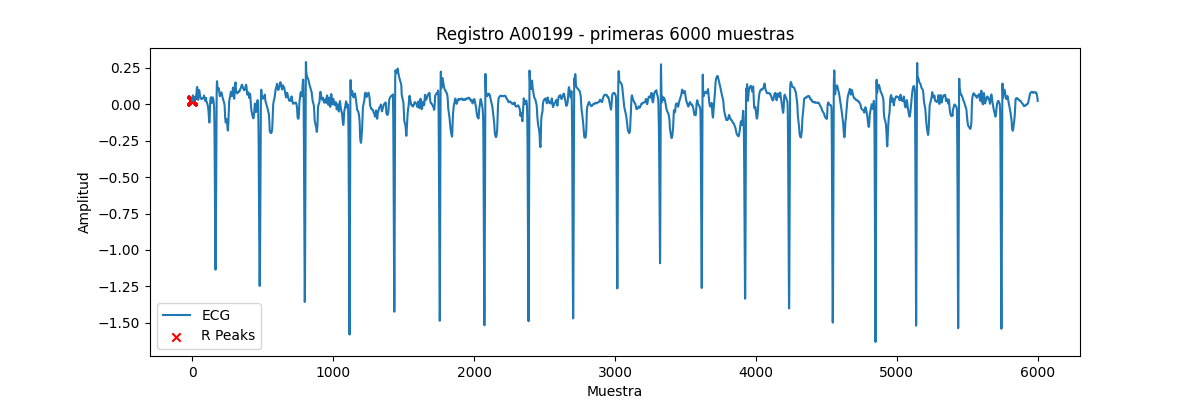 Registro A00199 - primeras 6000 muestras
Amplitud
0.25
0.00
−0.25
−0.50
−0.75
−1.00
−1.25
−1.50
ECG
R Peaks
0 1000 2000 3000 4000 5000 6000
Muestra